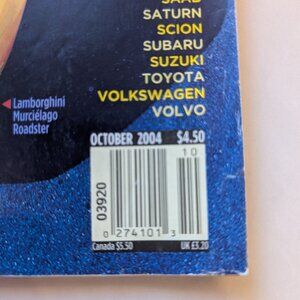 SAAB
SATURN
SCION
SUBARU
SUZUKI
TOYOTA
VOLKSWAGEN
VOLVO
Lamborghini
Murciélago
Roadster
OCTOBER 2004 $4.50
10
03920
0 274101 3
Canada $5.50 UK £3.20